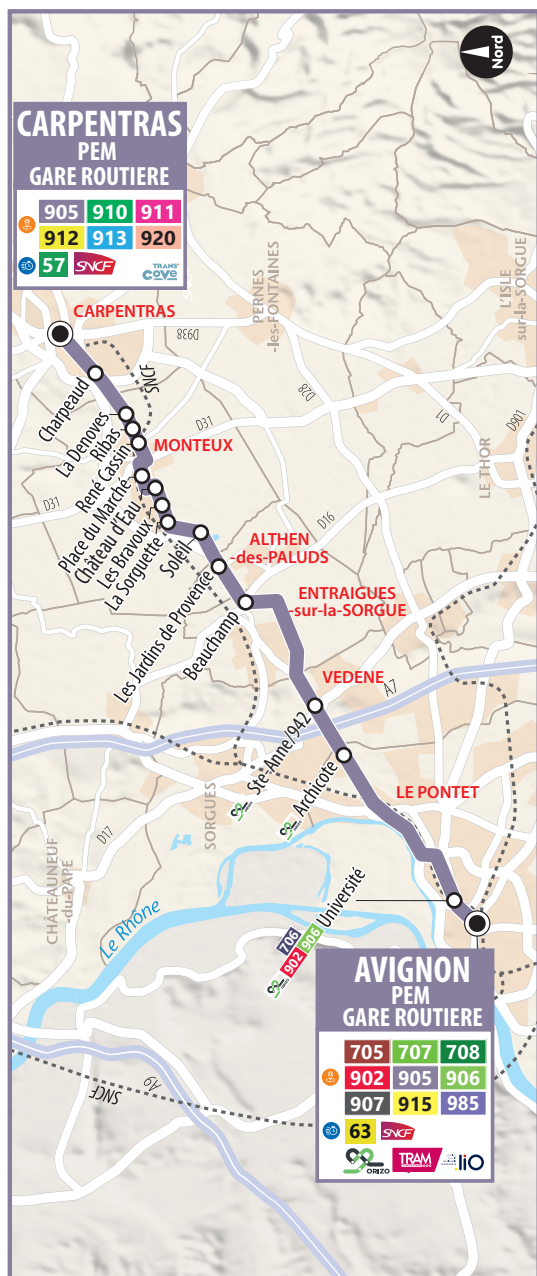 Nord
CARPENTRAS
PEM
GARE ROUTIERE
905 910 911
912 913 920
57 SNCF TRANS'
COVE
CARPENTRAS
PERNES
-les-FONTAINES
L'ISLE
sur-la-SORGUE
D938
SNCF
Charpeaud
La Denoves
Ribas
René Cassin
MONTEUX
D31
D28
D1
D901
LE THOR
Place du Marché
Château d'Eau
Les Bravoux
La Sorguette
D31
Soleil
D16
ALTHEN
-des-PALUDS
Les Jardins de Provence
Beauchamp
ENTRAIGUES
-sur-la-SORGUE
VEDENE
A7
Ste-Anne/942
Archicote
LE PONTET
SORGUES
D17
CHÂTEAUNEUF
-du-PAPE
Le Rhône
Université
706
902 906
AVIGNON
PEM
GARE ROUTIERE
705 707 708
902 905 906
907 915 985
63 SNCF
ORIZO TRAM liO
A9
SNCF